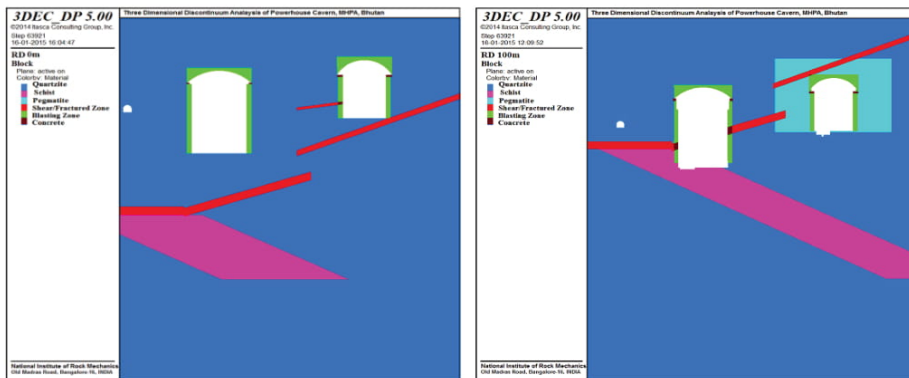 3DEC_DP 5.00
©2014 Itasca Consulting Group, Inc.
Step 63921
16-01-2015 16:04:47
RD 0m
Block
Plane: active on
Colorby: Material
Quartzite
Schist
Pegmatite
Shear/Fractured Zone
Blasting Zone
Concrete
National Institute of Rock Mechanics
Old Madras Road, Bangalore-16, INDIA
Three Dimensional Discontinuum Analaysis of Powerhouse Cavern, MHPA, Bhutan
3DEC_DP 5.00
©2014 Itasca Consulting Group, Inc.
Step 63921
16-01-2015 12:09:52
RD 100m
Block
Plane: active on
Colorby: Material
Quartzite
Schist
Pegmatite
Shear/Fractured Zone
Blasting Zone
Concrete
National Institute of Rock Mechanics
Old Madras Road, Bangalore-16, INDIA
Three Dimensional Discontinuum Analaysis of Powerhouse Cavern, MHPA, Bhutan